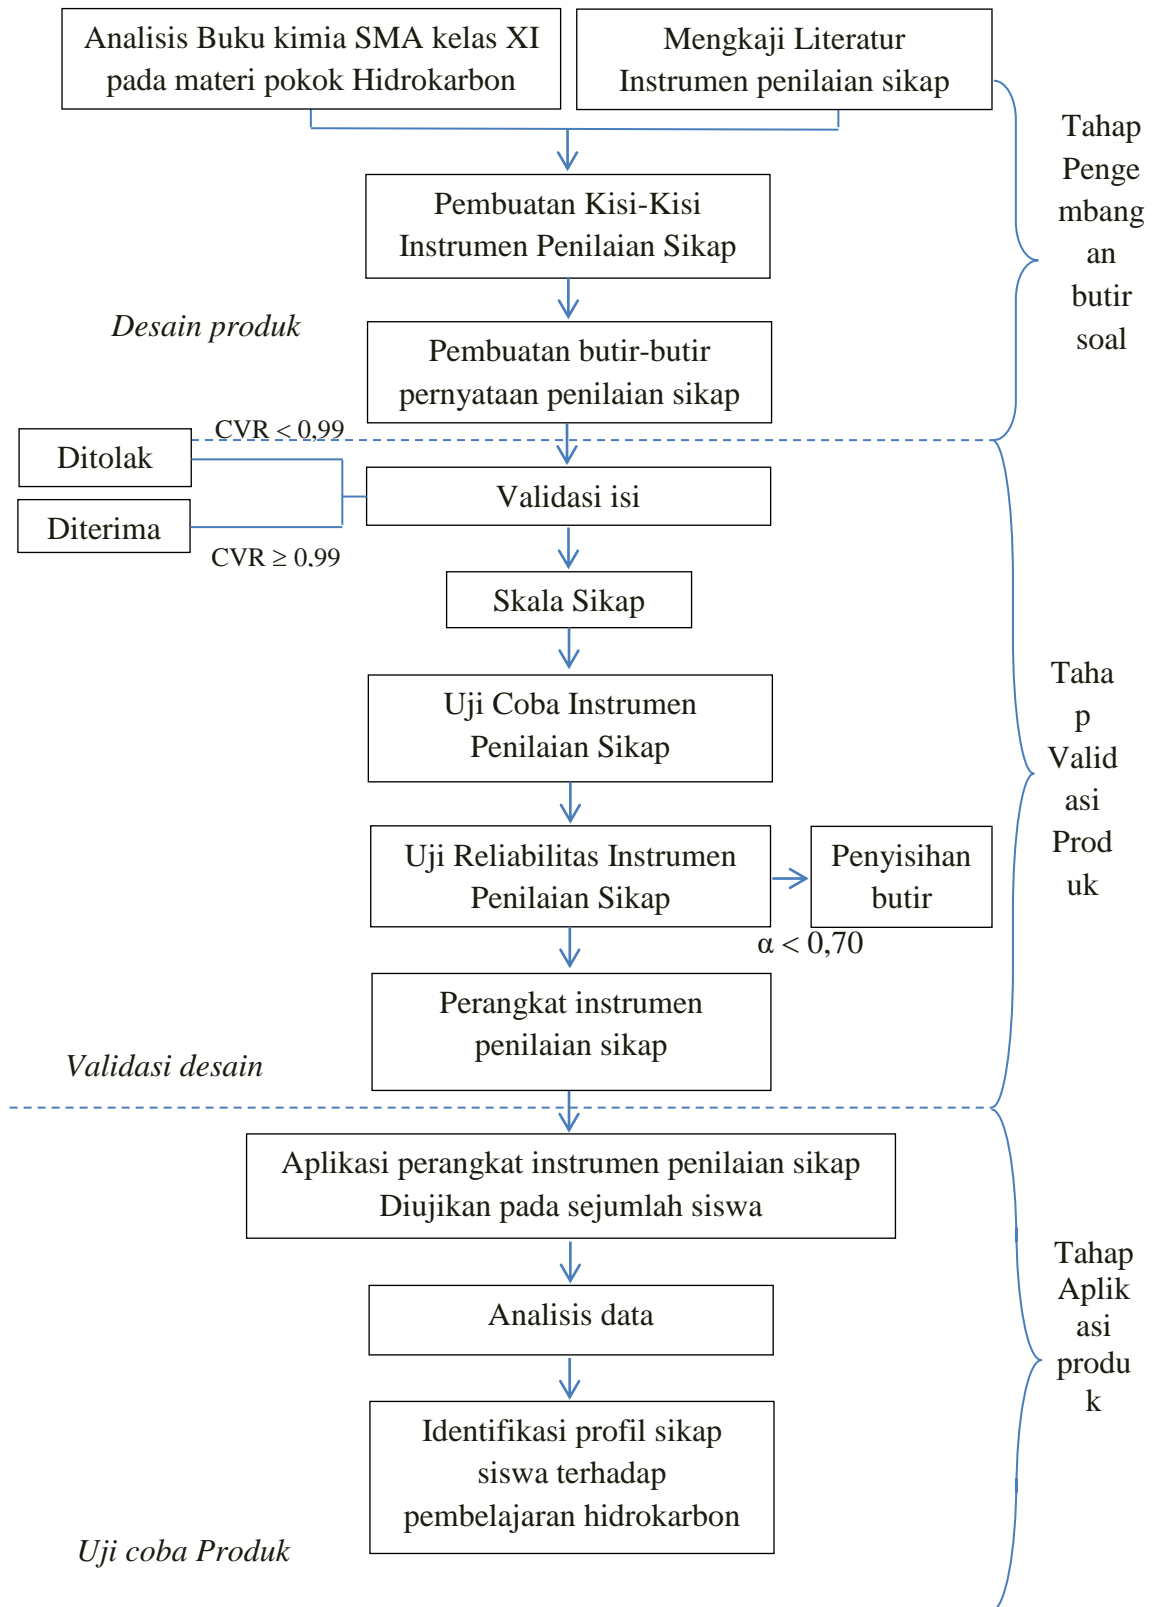 Analisis Buku kimia SMA kelas XI
pada materi pokok Hidrokarbon
Mengkaji Literatur
Instrumen penilaian sikap
Tahap
Penge
mbang
an
butir
soal
Pembuatan Kisi-Kisi
Instrumen Penilaian Sikap
Desain produk
Pembuatan butir-butir
pernyataan penilaian sikap
CVR < 0,99
Ditolak
Validasi isi
Diterima
CVR ≥ 0,99
Skala Sikap
Uji Coba Instrumen
Penilaian Sikap
Taha
p
Valid
asi
Prod
uk
Uji Reliabilitas Instrumen
Penilaian Sikap
Penyisihan
butir
α < 0,70
Perangkat instrumen
penilaian sikap
Validasi desain
Aplikasi perangkat instrumen penilaian sikap
Diujikan pada sejumlah siswa
Tahap
Aplik
asi
produ
k
Analisis data
Identifikasi profil sikap
siswa terhadap
pembelajaran hidrokarbon
Uji coba Produk